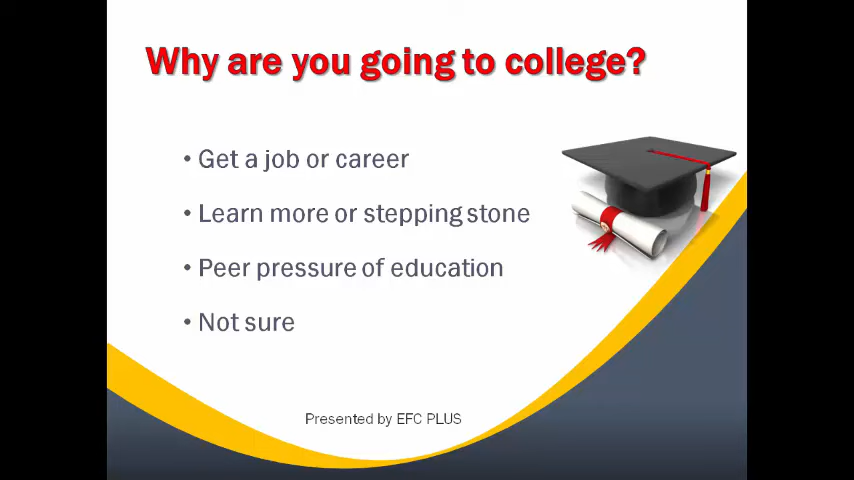 Why are you going to college?
• Get a job or career
• Learn more or stepping stone
• Peer pressure of education
• Not sure
Presented by EFC PLUS